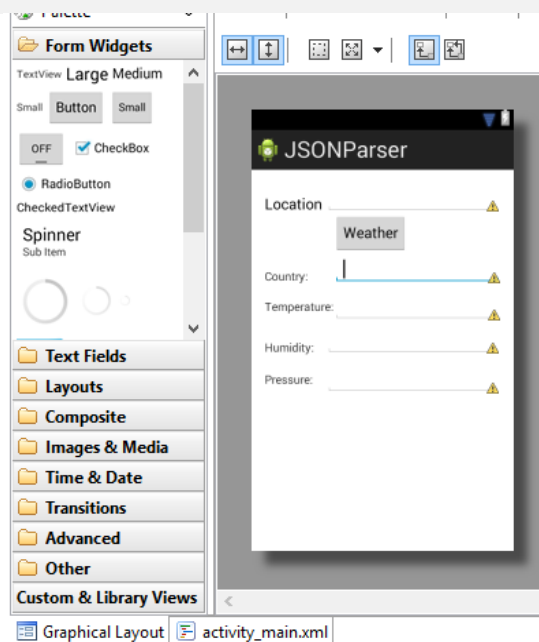 Palette
Form Widgets
TextView Large Medium
Small Button Small
OFF CheckBox
RadioButton
CheckedTextView
Spinner
Sub Item
Text Fields
Layouts
Composite
Images & Media
Time & Date
Transitions
Advanced
Other
Custom & Library Views
Graphical Layout activity_main.xml
JSONParser
Location
Weather
Country:
Temperature:
Humidity:
Pressure: